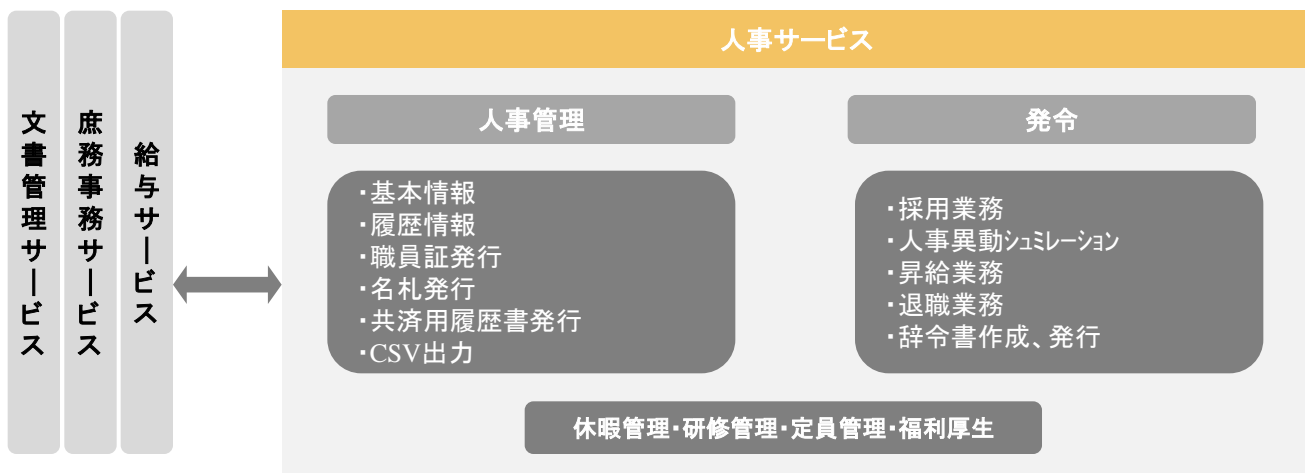 文書管理サービス
庶務事務サービス
給与サービス
人事サービス
人事管理
・基本情報
・履歴情報
・職員証発行
・名札発行
・共済用履歴書発行
・CSV出力
発令
・採用業務
・人事異動ｼｭﾐﾚｰｼｮﾝ
・昇給業務
・退職業務
・辞令書作成、発行
休暇管理・研修管理・定員管理・福利厚生